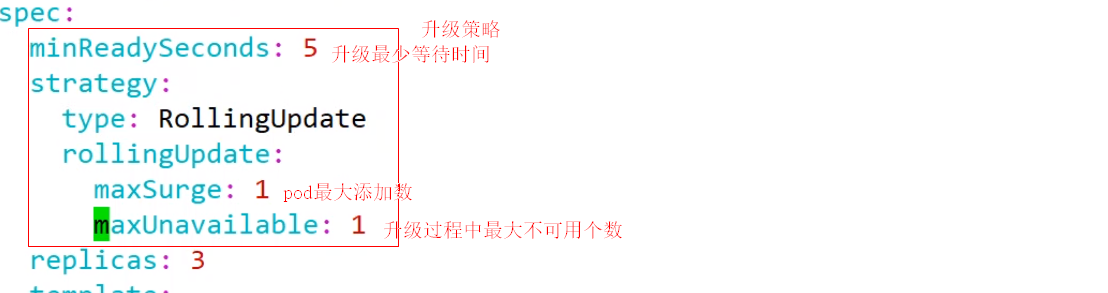 spec:
升级策略
minReadySeconds: 5 升级最少等待时间
strategy:
type: RollingUpdate
rollingUpdate:
maxSurge: 1 pod最大添加数
maxUnavailable: 1 升级过程中最大不可用个数
replicas: 3
template: